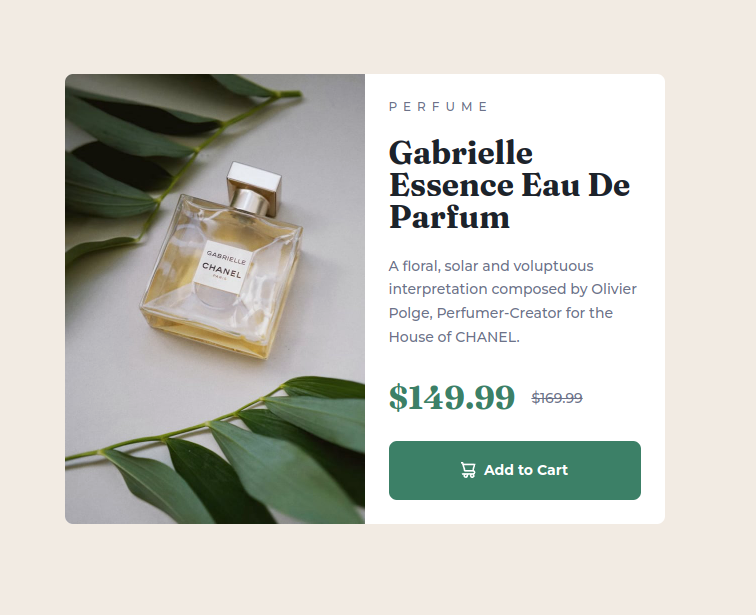 GABRIELLE
CHANEL
PARIS
PERFUME
Gabrielle
Essence Eau De
Parfum
A floral, solar and voluptuous
interpretation composed by Olivier
Polge, Perfumer-Creator for the
House of CHANEL.
$149.99 $169.99
Add to Cart